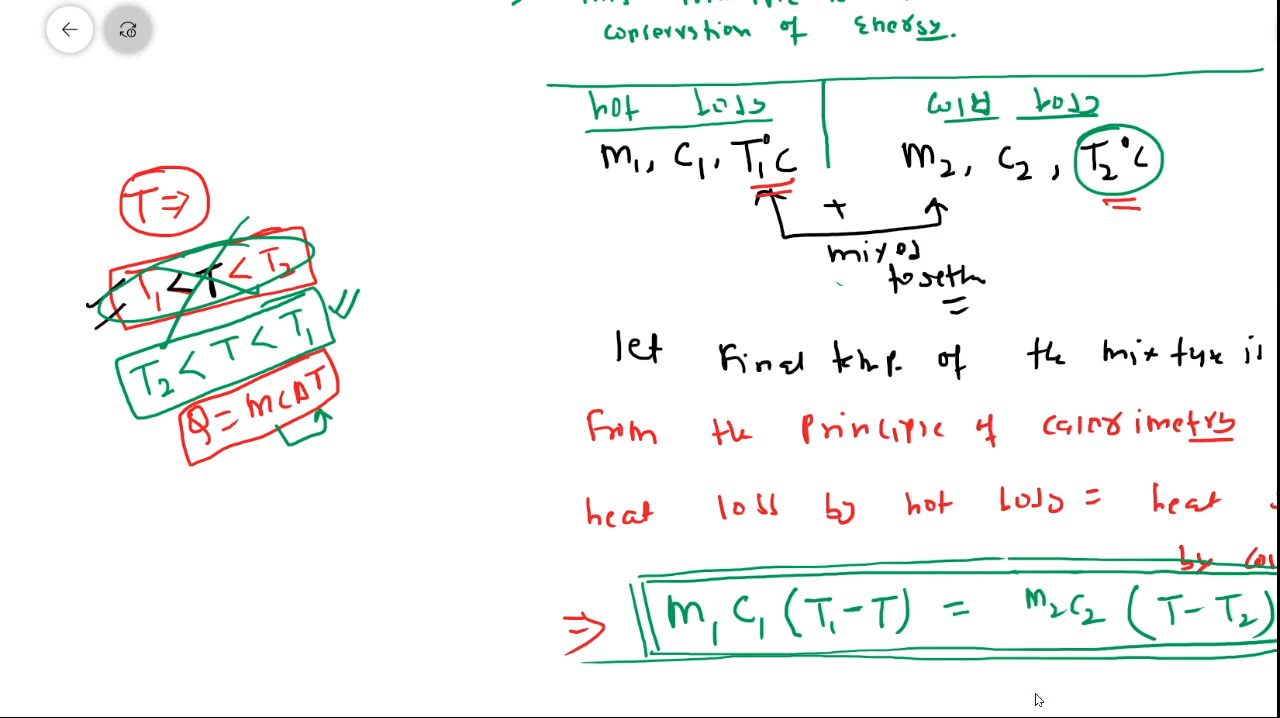 conservation of Energy.
hot body
cold body
m₁, C₁, T₁°C
m₂, C₂, T₂°C
+
mixed
together
T ⇒
T₁ < T < T₂
T₂ < T < T₁
Q = mCΔT
let Final temp. of the mixture is
From the Principle of calorimetry
heat loss by hot body = heat
by
⇒ m₁ C₁ (T₁ - T) = m₂C₂ (T - T₂)